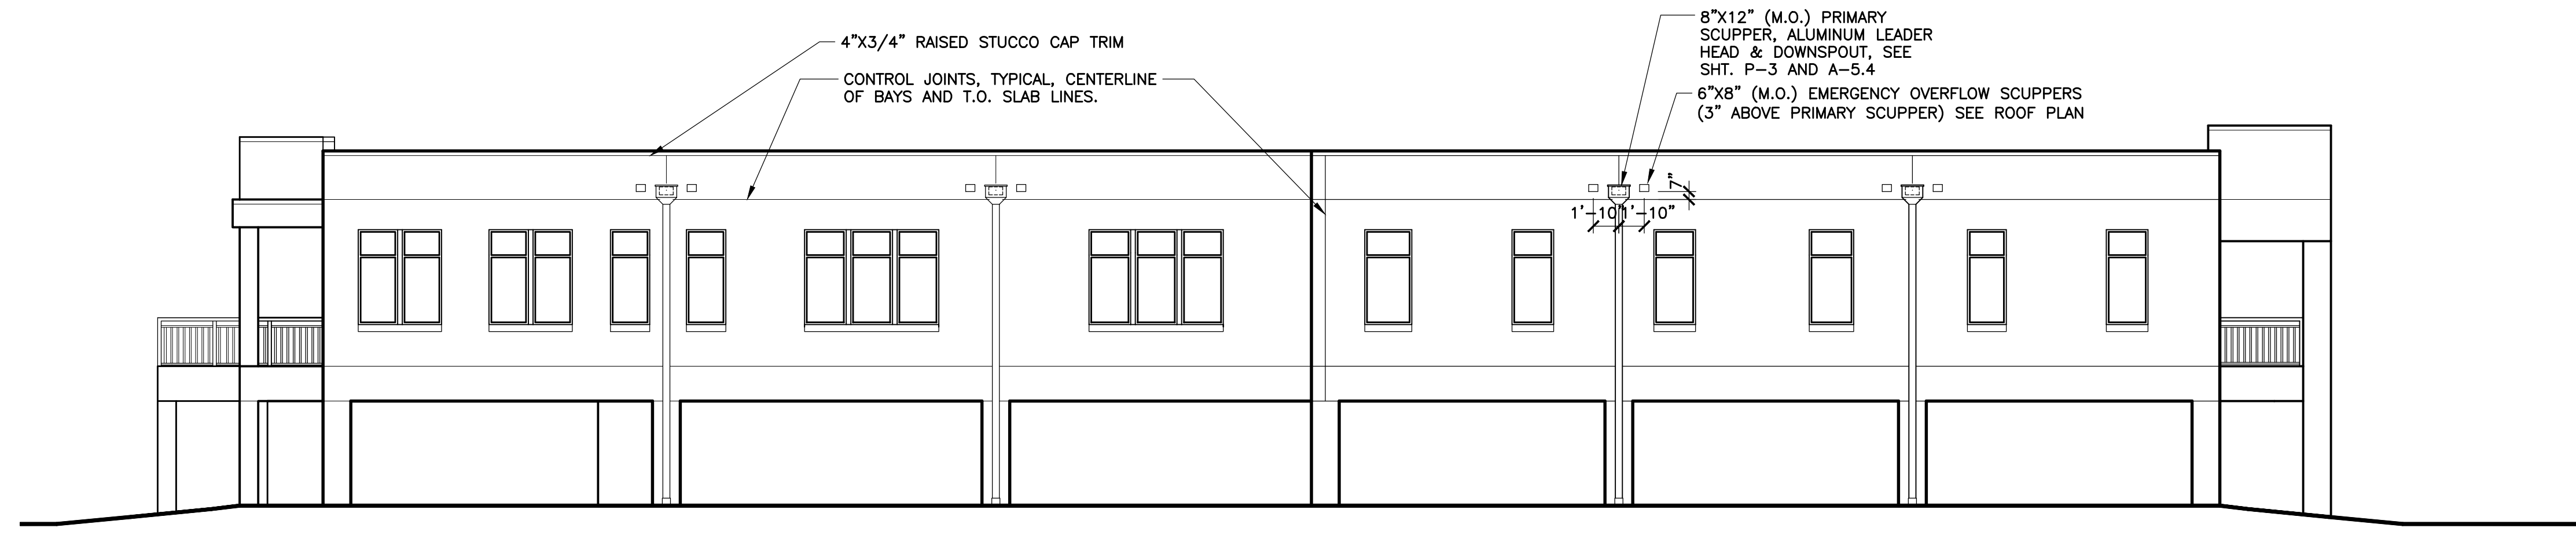 4”X3/4” RAISED STUCCO CAP TRIM
CONTROL JOINTS, TYPICAL, CENTERLINE
OF BAYS AND T.O. SLAB LINES.
8”X12” (M.O.) PRIMARY
SCUPPER, ALUMINUM LEADER
HEAD & DOWNSPOUT, SEE
SHT. P-3 AND A-5.4
6”X8” (M.O.) EMERGENCY OVERFLOW SCUPPERS
(3” ABOVE PRIMARY SCUPPER) SEE ROOF PLAN
7”
1'-10”
1'-10”